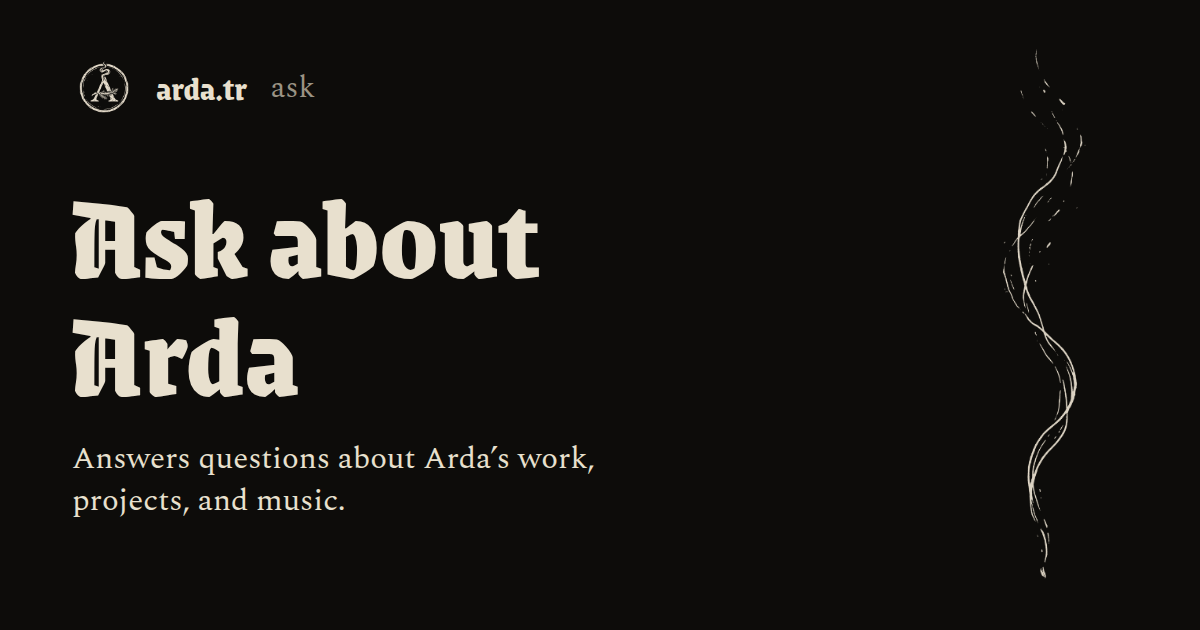 arda.tr ask
Ask about
Arda
Answers questions about Arda's work,
projects, and music.